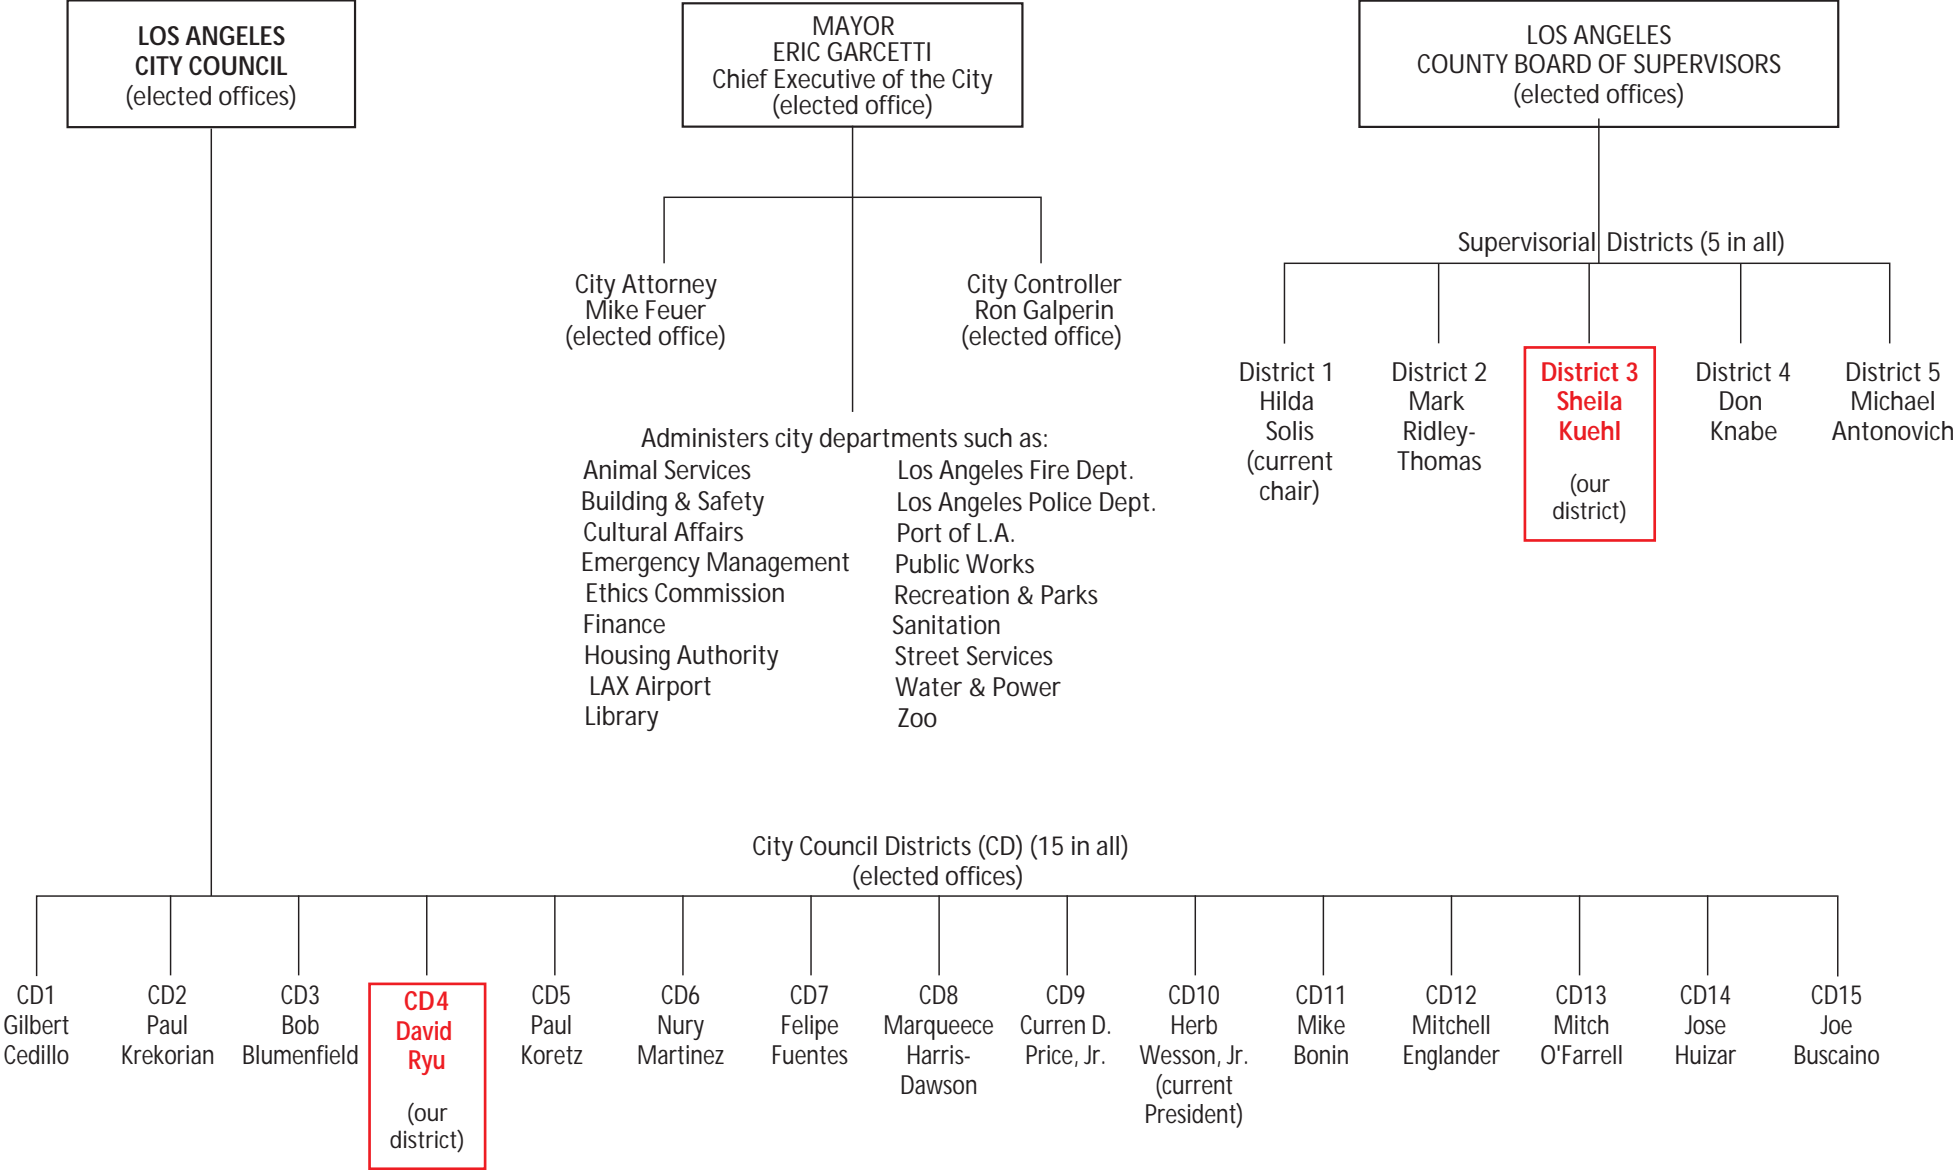 LOS ANGELES
CITY COUNCIL
(elected offices)
MAYOR
ERIC GARCETTI
Chief Executive of the City
(elected office)
LOS ANGELES
COUNTY BOARD OF SUPERVISORS
(elected offices)
City Attorney
Mike Feuer
(elected office)
City Controller
Ron Galperin
(elected office)
Administers city departments such as:
Animal Services
Building & Safety
Cultural Affairs
Emergency Management
Ethics Commission
Finance
Housing Authority
LAX Airport
Library
Los Angeles Fire Dept.
Los Angeles Police Dept.
Port of L.A.
Public Works
Recreation & Parks
Sanitation
Street Services
Water & Power
Zoo
Supervisorial Districts (5 in all)
District 1
Hilda
Solis
(current
chair)
District 2
Mark
Ridley-
Thomas
District 3
Sheila
Kuehl
(our
district)
District 4
Don
Knabe
District 5
Michael
Antonovich
City Council Districts (CD) (15 in all)
(elected offices)
CD1
Gilbert
Cedillo
CD2
Paul
Krekorian
CD3
Bob
Blumenfield
CD4
David
Ryu
(our
district)
CD5
Paul
Koretz
CD6
Nury
Martinez
CD7
Felipe
Fuentes
CD8
Marqueece
Harris-
Dawson
CD9
Curren D.
Price, Jr.
CD10
Herb
Wesson, Jr.
(current
President)
CD11
Mike
Bonin
CD12
Mitchell
Englander
CD13
Mitch
O'Farrell
CD14
Jose
Huizar
CD15
Joe
Buscaino